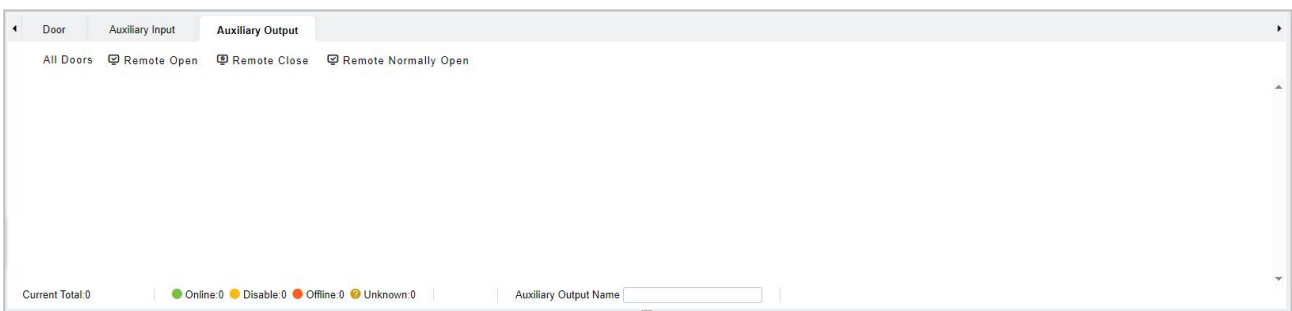 Door Auxiliary Input Auxiliary Output
All Doors Remote Open Remote Close Remote Normally Open
Current Total:0 Online:0 Disable:0 Offline:0 ? Unknown:0 Auxiliary Output Name